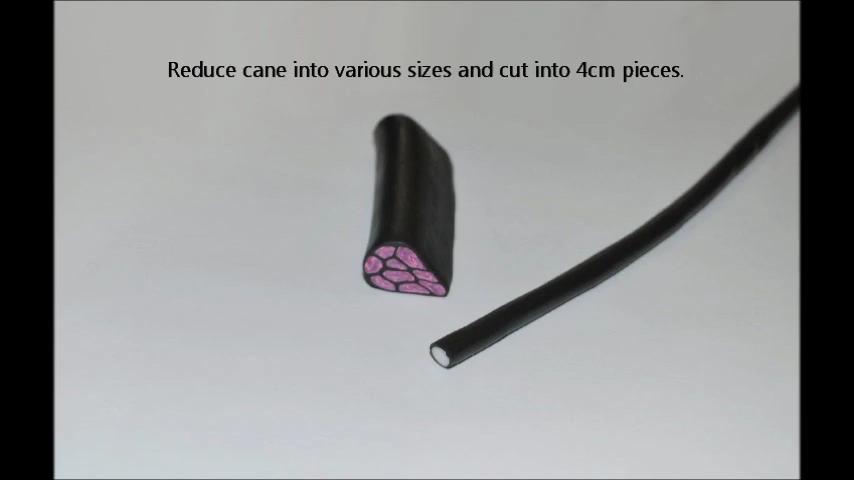 Reduce cane into various sizes and cut into 4cm pieces.